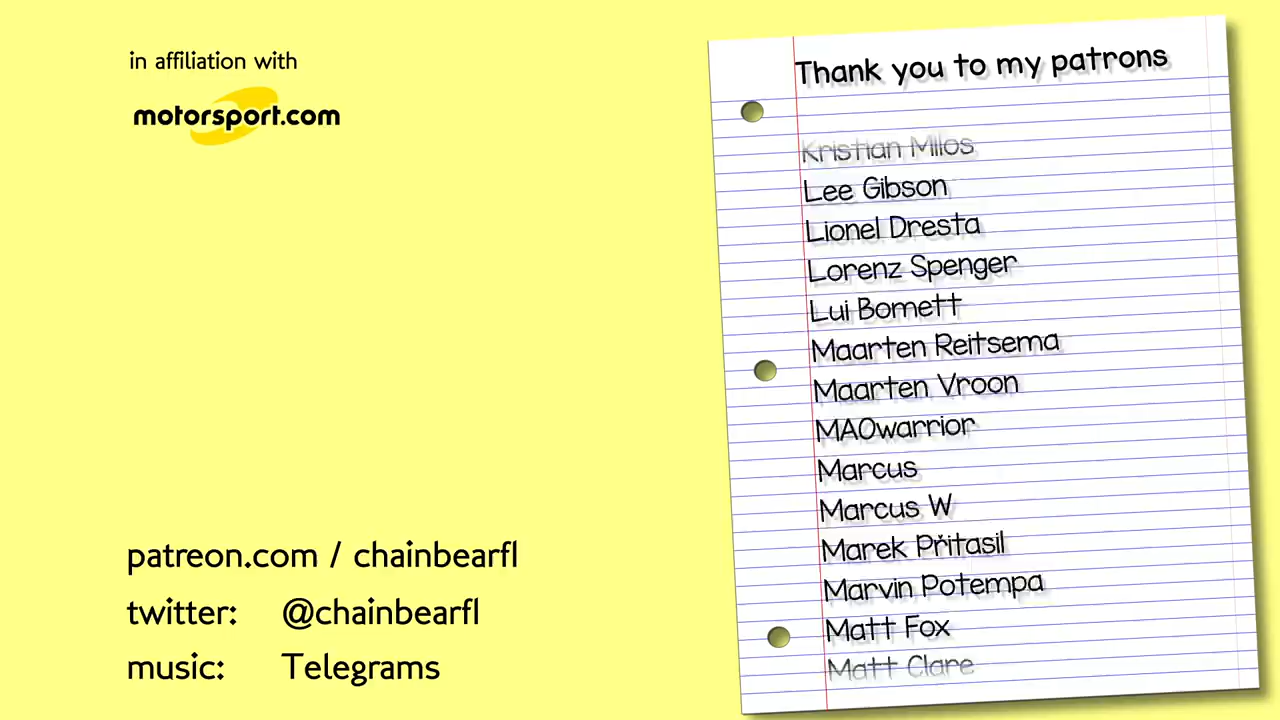 in affiliation with
motorsport.com
patreon.com / chainbearf1
twitter: @chainbearf1
music: Telegrams
Thank you to my patrons
Kristian Milos
Lee Gibson
Lionel Dresta
Lorenz Spenger
Lui Bomett
Maarten Reitsema
Maarten Vroon
MAOwarrior
Marcus
Marcus W
Marek Přitasil
Marvin Potempa
Matt Fox
Matt Clare